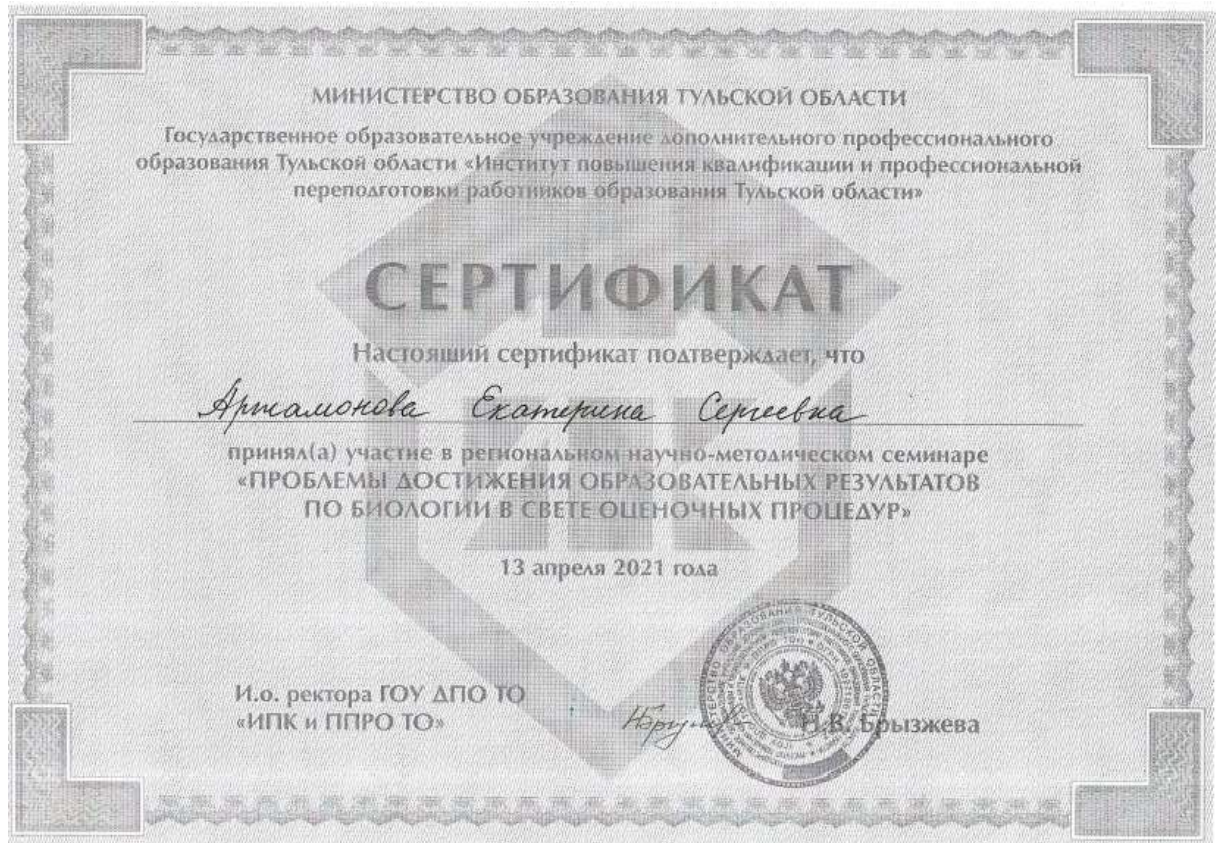 МИНИСТЕРСТВО ОБРАЗОВАНИЯ ТУЛЬСКОЙ ОБЛАСТИ
Государственное образовательное учреждение дополнительного профессионального
образования Тульской области «Институт повышения квалификации и профессиональной
переподготовки работников образования Тульской области»
СЕРТИФИКАТ
Настоящий сертификат подтверждает, что
Артамонова Екатерина Сергеевна
принял(а) участие в региональном научно-методическом семинаре
«ПРОБЛЕМЫ ДОСТИЖЕНИЯ ОБРАЗОВАТЕЛЬНЫХ РЕЗУЛЬТАТОВ
ПО БИОЛОГИИ В СВЕТЕ ОЦЕНОЧНЫХ ПРОЦЕДУР»
13 апреля 2021 года
И.о. ректора ГОУ ДПО ТО
«ИПК и ППРО ТО»
Н.В. Брызжева